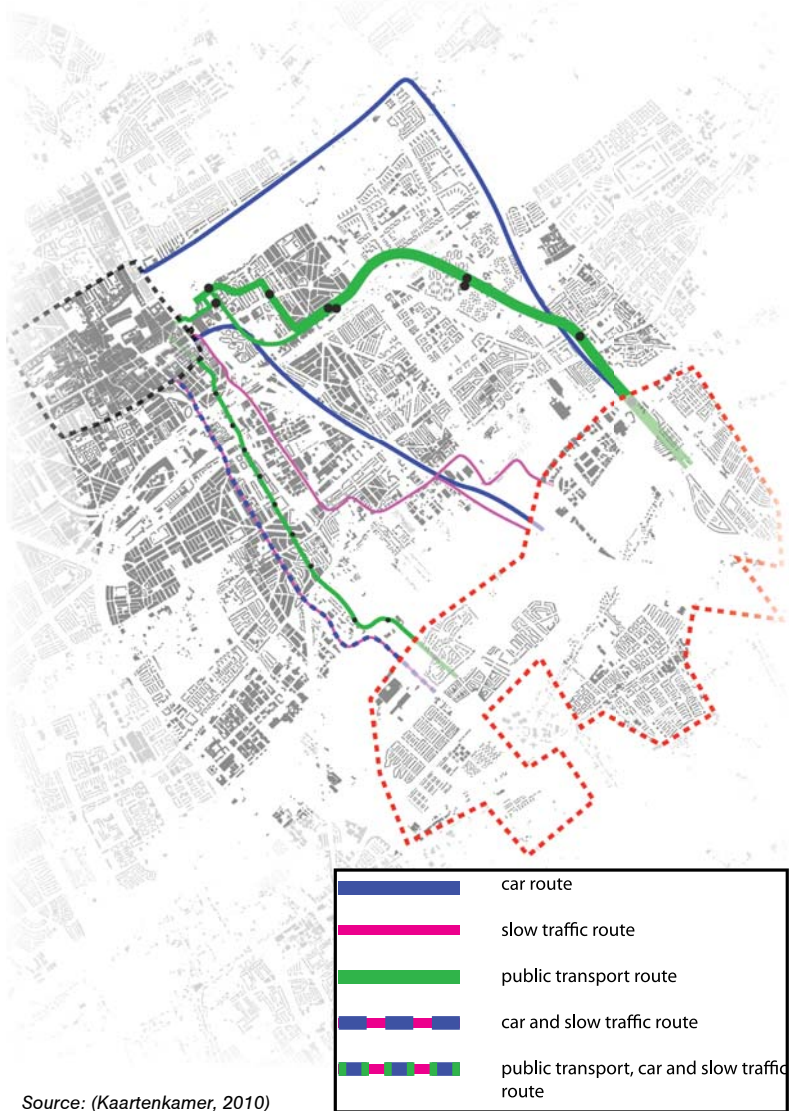 car route
slow traffic route
public transport route
car and slow traffic route
public transport, car and slow traffic
route
Source: (Kaartenkamer, 2010)